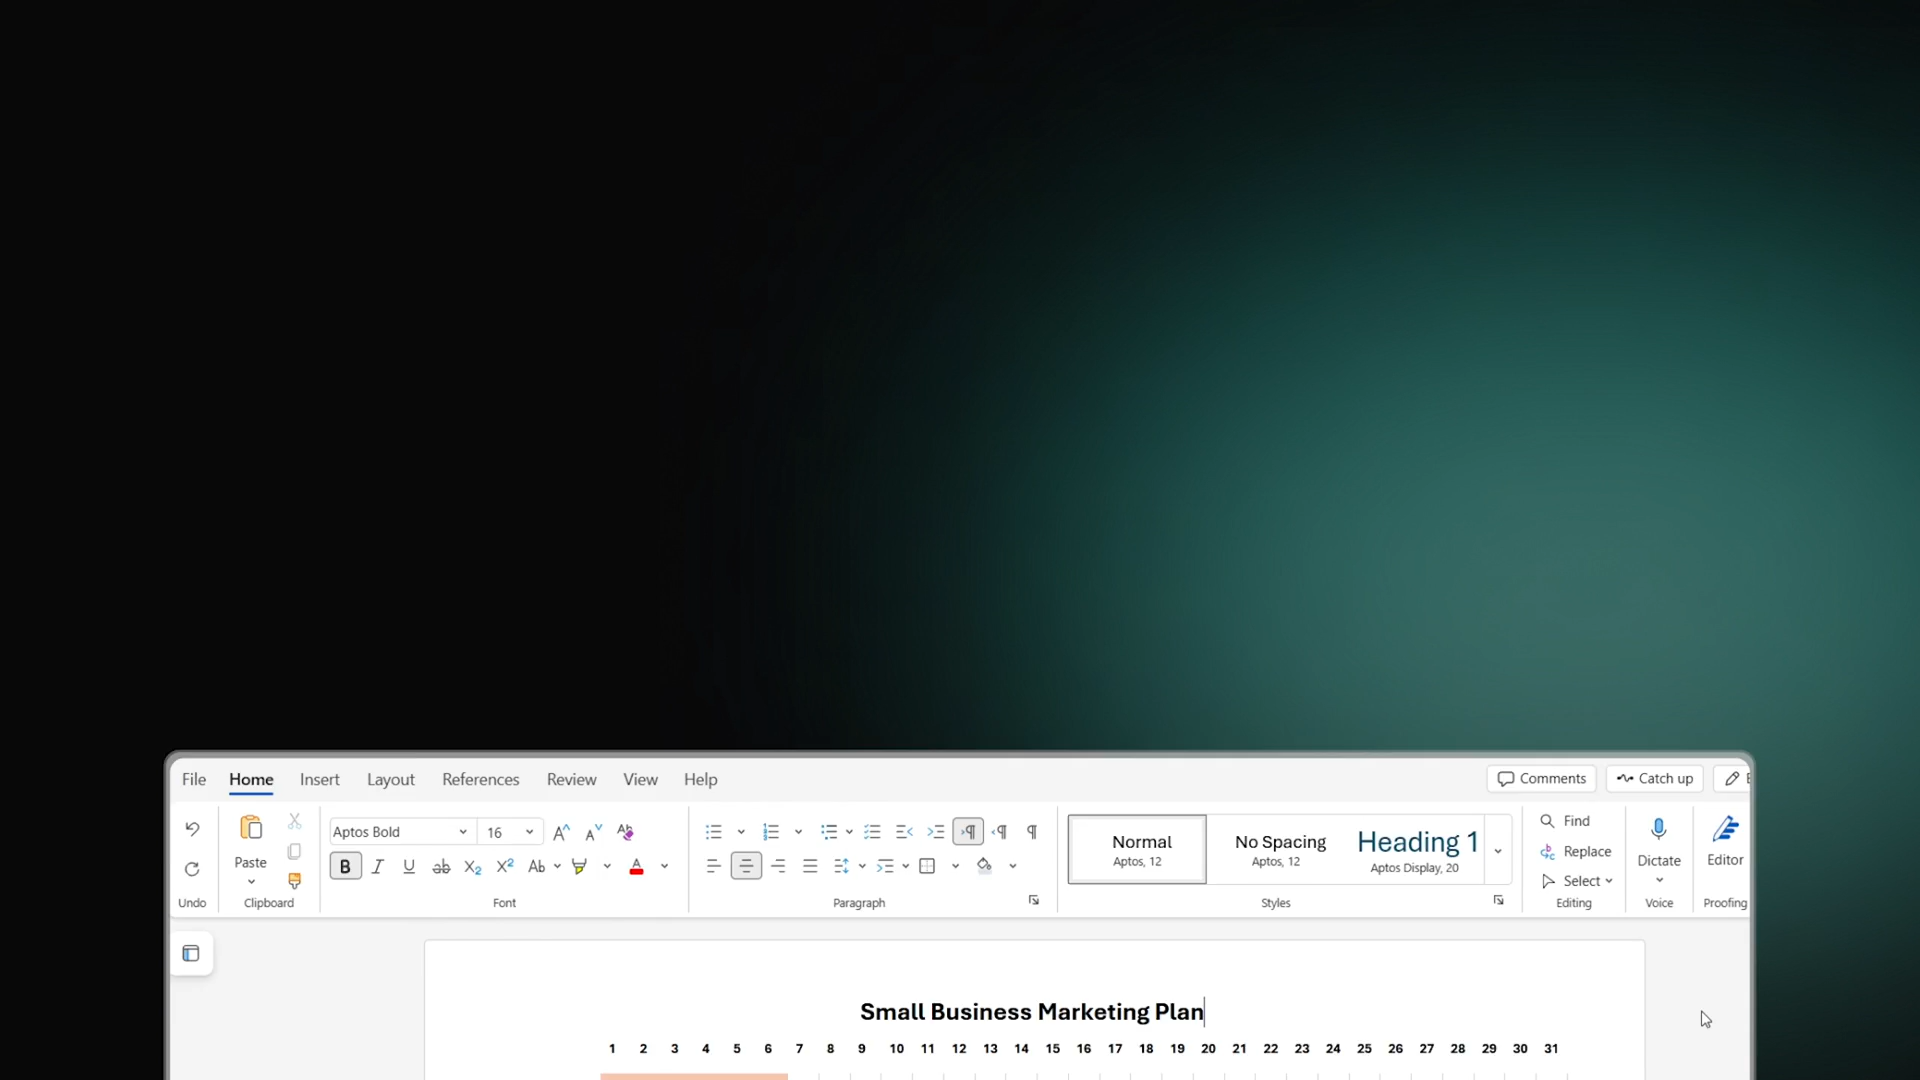 File Home Insert Layout References Review View Help Comments Catch up
Aptos Bold 16
Paste
Undo Clipboard Font Paragraph Styles Editing Voice Proofing
Normal No Spacing Heading 1
Aptos, 12 Aptos, 12 Aptos Display, 20
Find
Replace
Select
Dictate
Editor
Small Business Marketing Plan
1 2 3 4 5 6 7 8 9 10 11 12 13 14 15 16 17 18 19 20 21 22 23 24 25 26 27 28 29 30 31